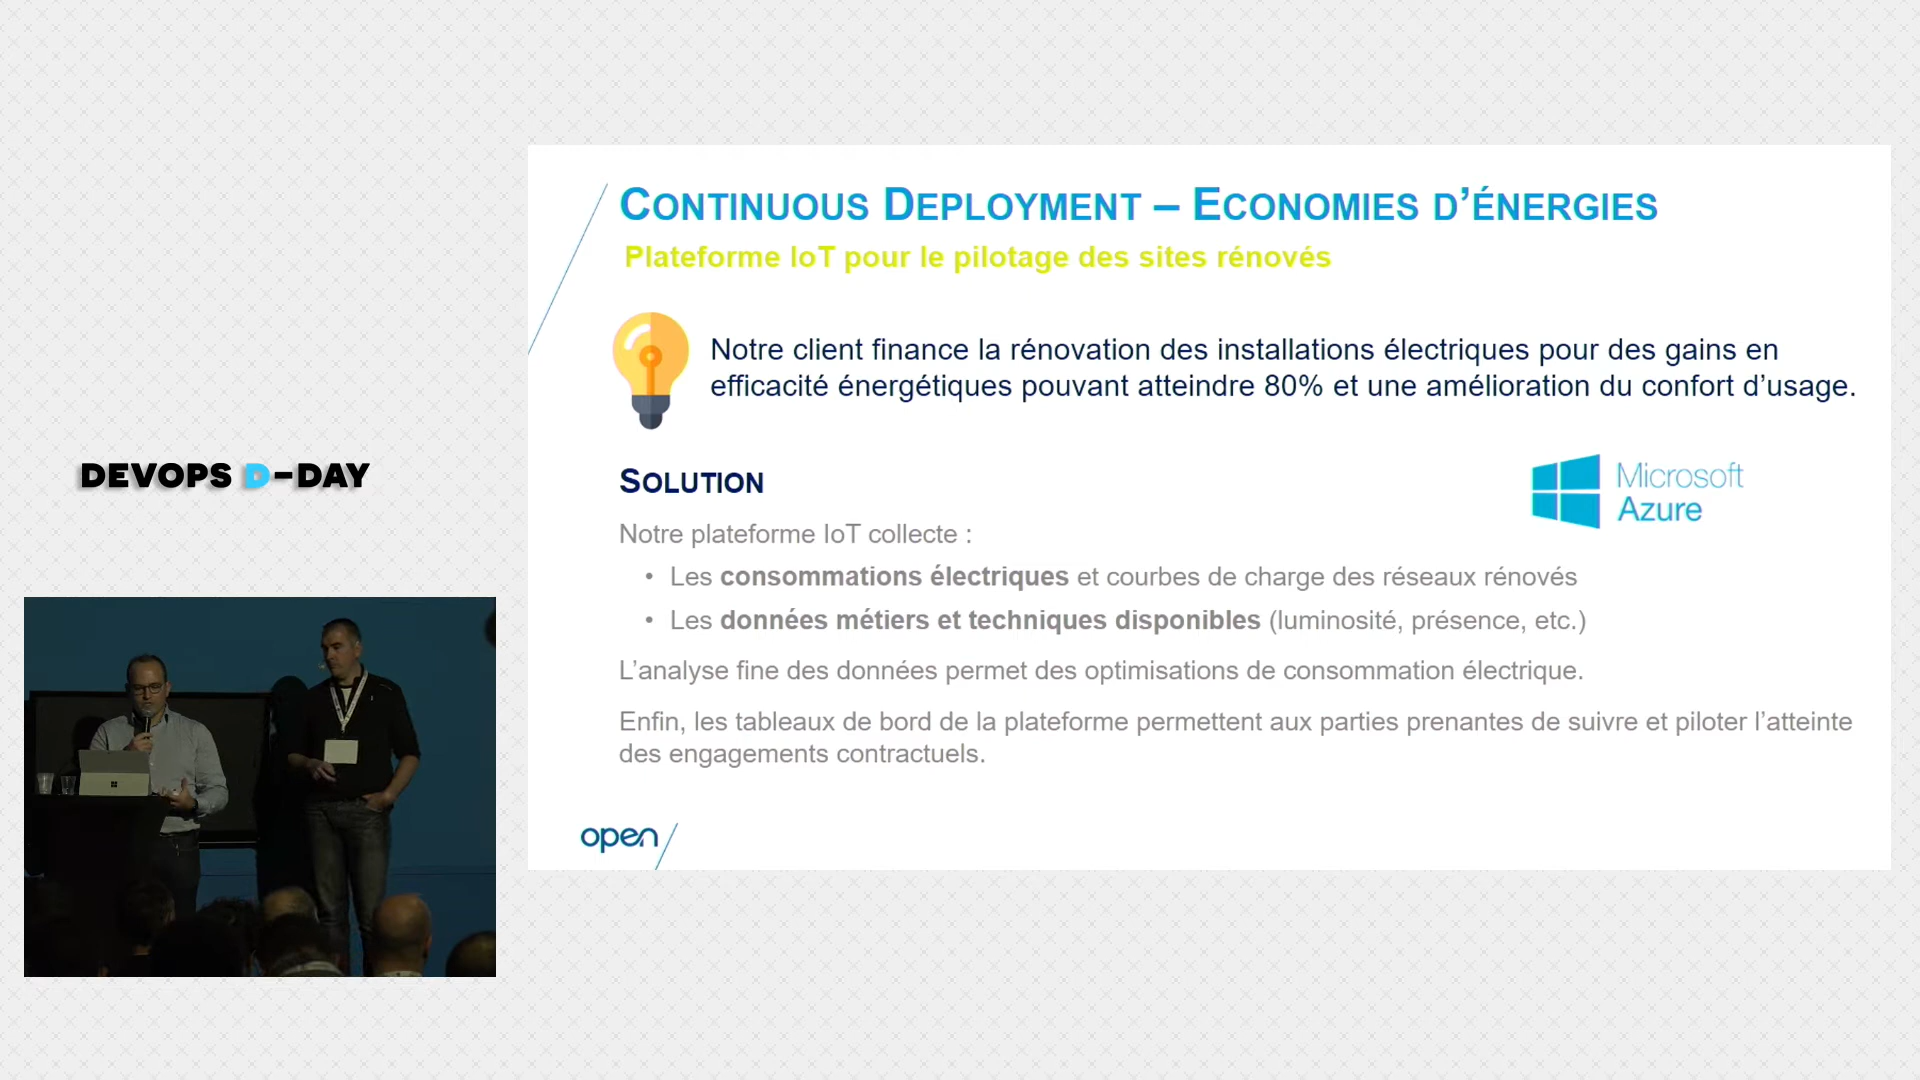 CONTINUOUS DEPLOYMENT – ECONOMIES D’ÉNERGIES
Plateforme IoT pour le pilotage des sites rénovés
Notre client finance la rénovation des installations électriques pour des gains en
efficacité énergétiques pouvant atteindre 80% et une amélioration du confort d’usage.
DEVOPS D-DAY
SOLUTION
Microsoft
Azure
Notre plateforme IoT collecte :
• Les consommations électriques et courbes de charge des réseaux rénovés
• Les données métiers et techniques disponibles (luminosité, présence, etc.)
L’analyse fine des données permet des optimisations de consommation électrique.
Enfin, les tableaux de bord de la plateforme permettent aux parties prenantes de suivre et piloter l’atteinte
des engagements contractuels.
open